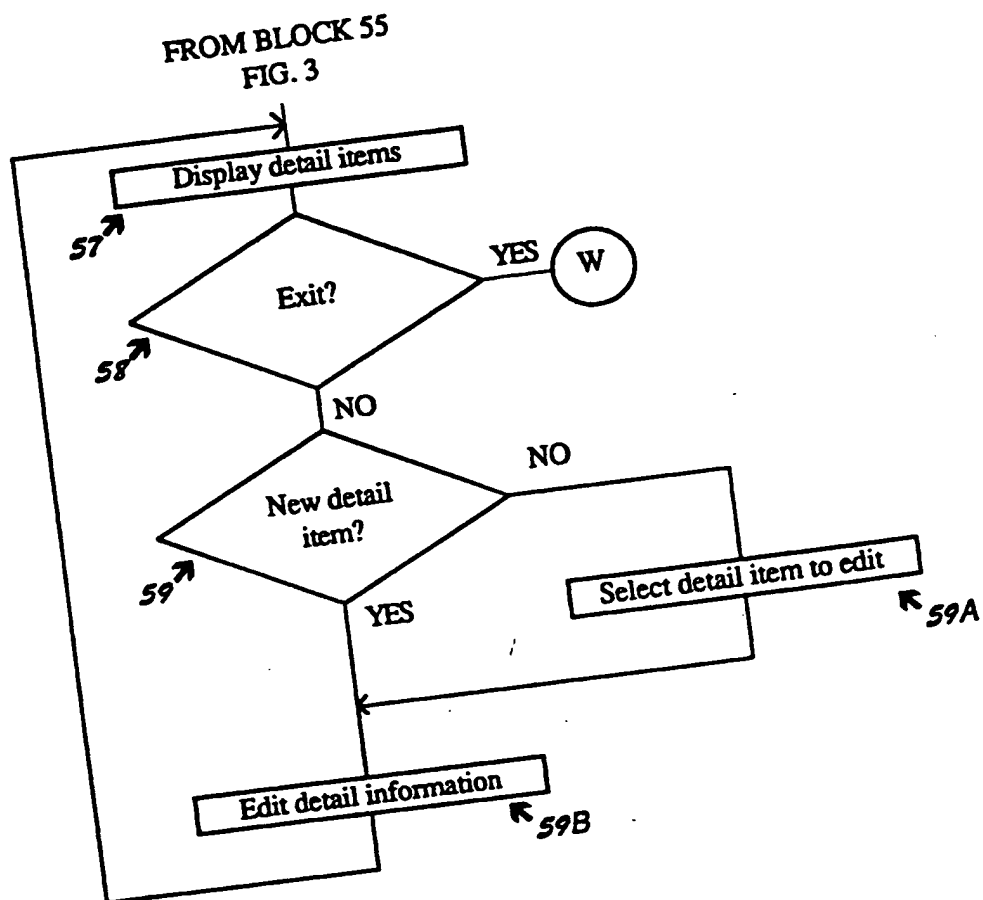 FROM BLOCK 55
FIG. 3
Display detail items
57
YES
W
Exit?
58
NO
NO
New detail
item?
59
Select detail item to edit
59A
YES
Edit detail information
59B